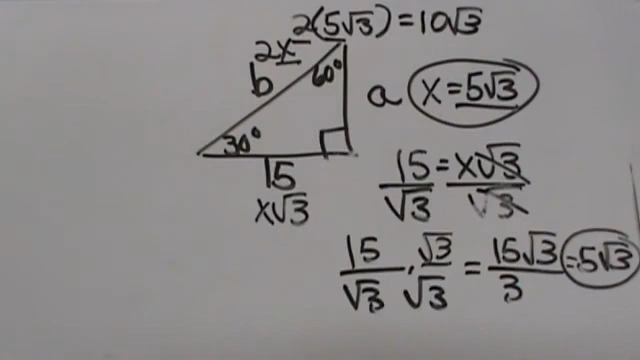 2(5√3) = 10√3
2x
b
60°
a
x = 5√3
30°
15
x√3
15/√3 = x√3/√3
15/√3 · √3/√3 = 15√3/3 = 5√3